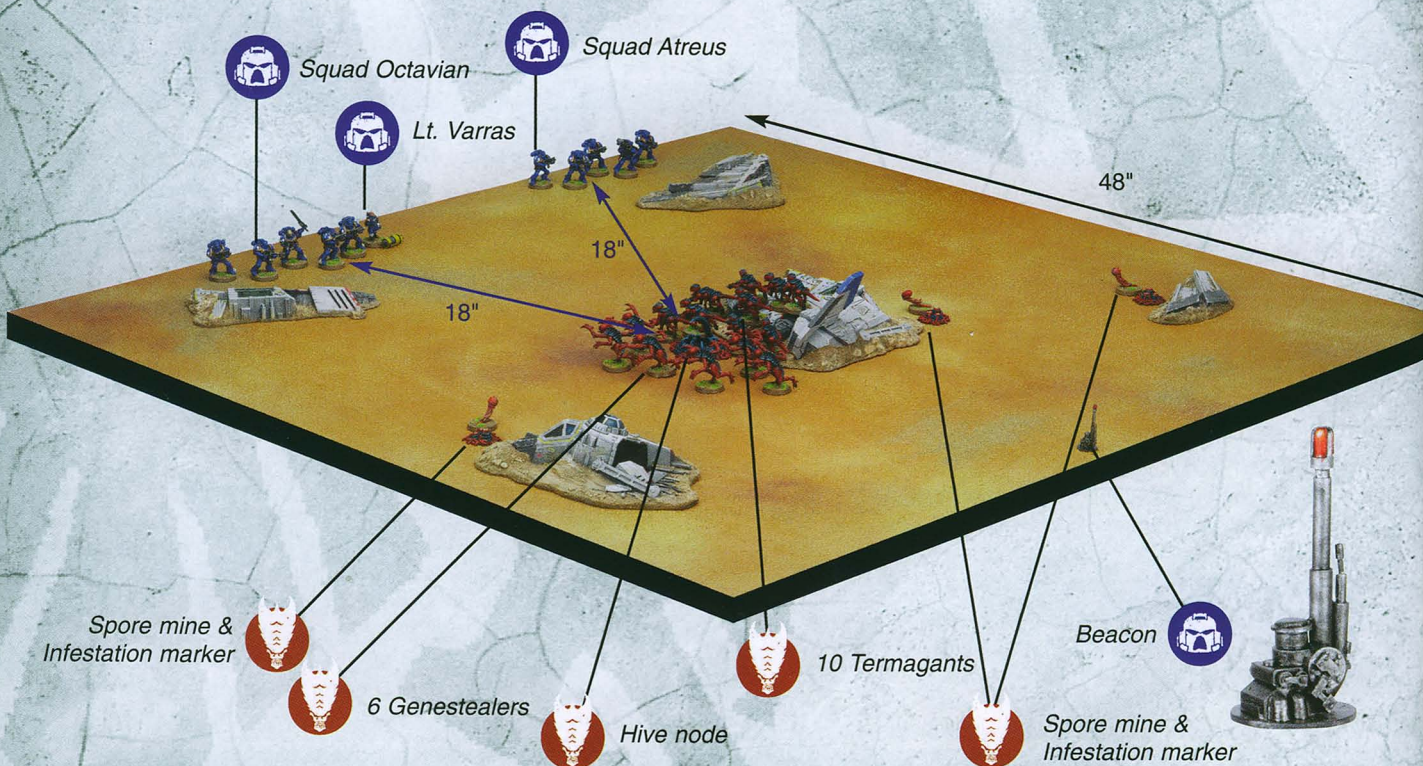 Squad Octavian
Squad Atreus
Lt. Varras
48"
18"
18"
Spore mine &
Infestation marker
6 Genestealers
Hive node
10 Termagants
Beacon
Spore mine &
Infestation marker